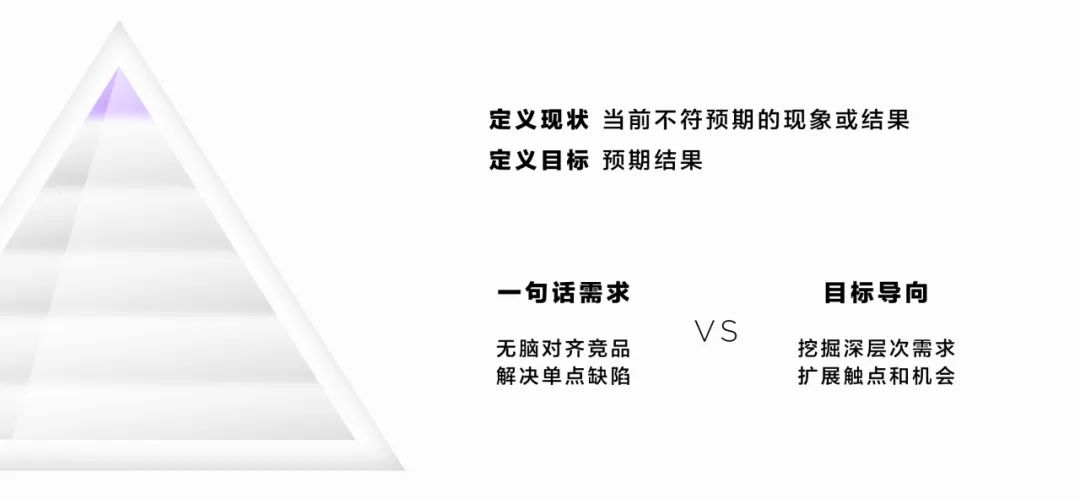 定义现状 当前不符预期的现象或结果
定义目标 预期结果
一句话需求
无脑对齐竞品
解决单点缺陷
VS
目标导向
挖掘深层次需求
扩展触点和机会